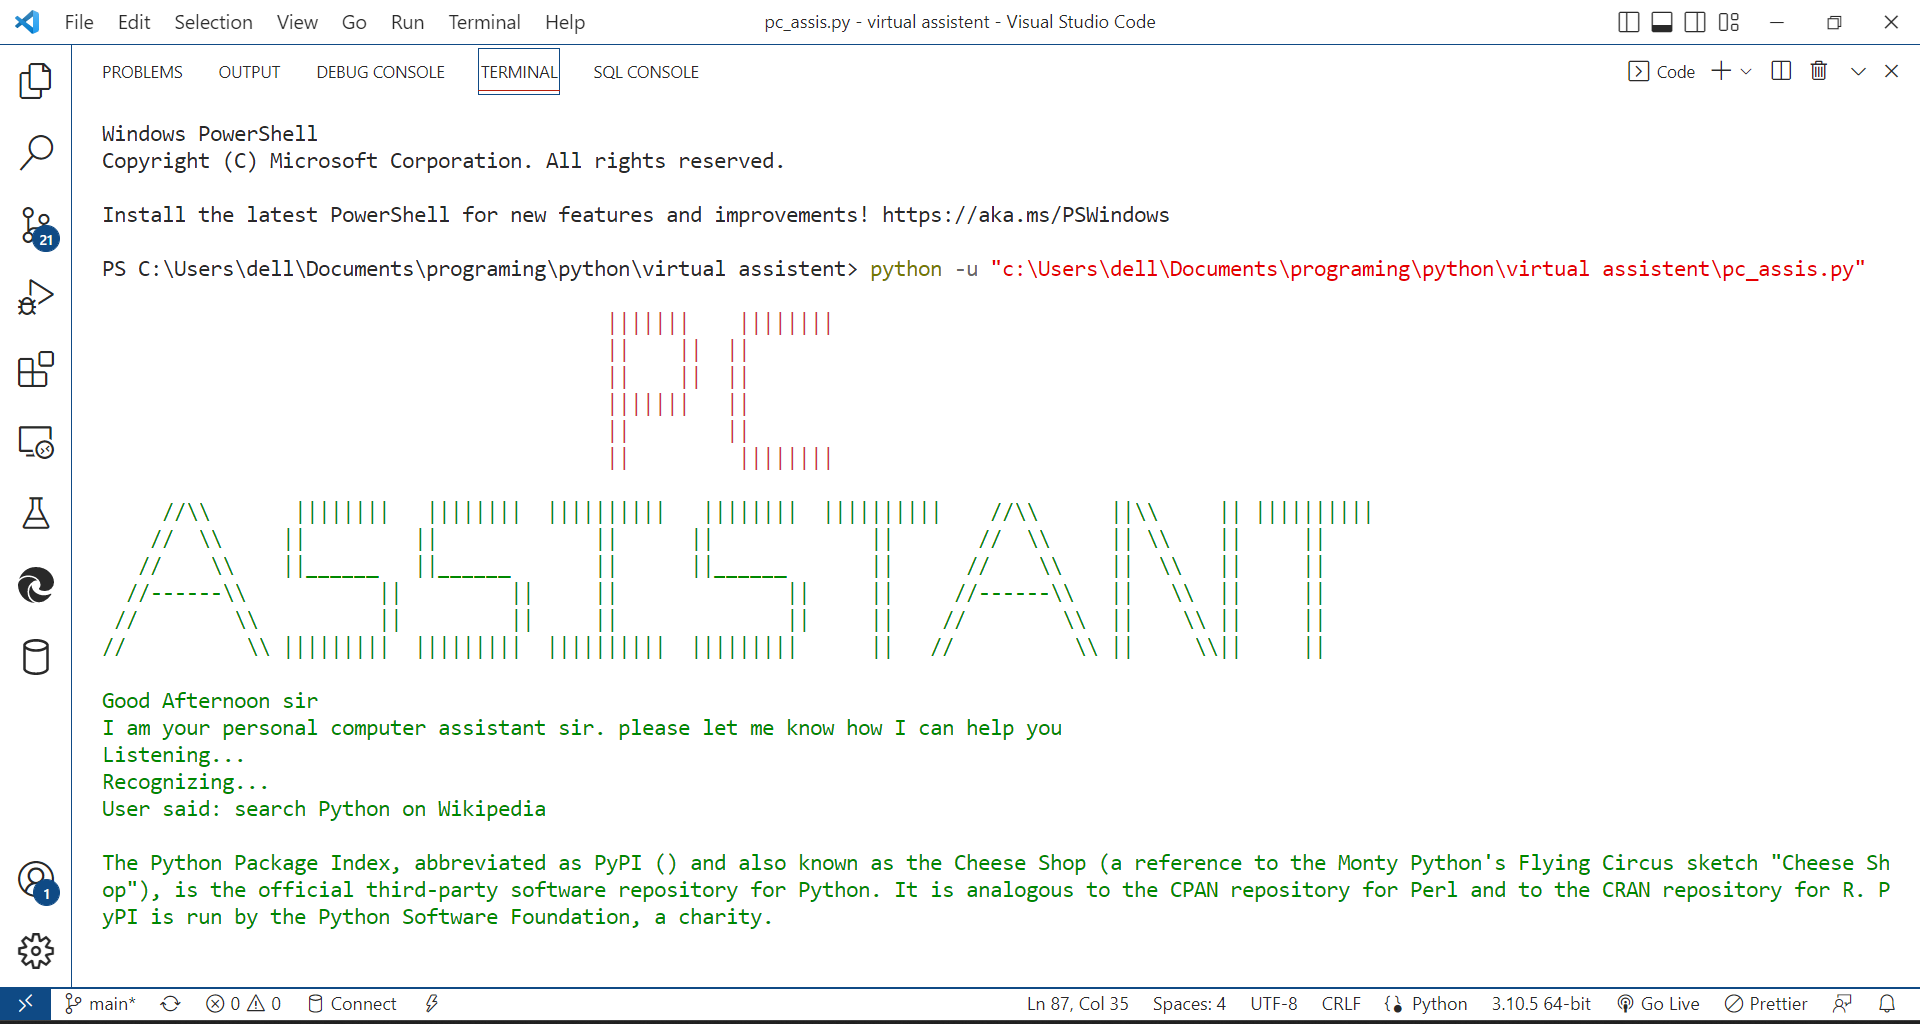 File Edit Selection View Go Run Terminal Help pc_assis.py - virtual assistent - Visual Studio Code
PROBLEMS OUTPUT DEBUG CONSOLE TERMINAL SQL CONSOLE Code
Windows PowerShell
Copyright (C) Microsoft Corporation. All rights reserved.
Install the latest PowerShell for new features and improvements! https://aka.ms/PSWindows
PS C:\Users\dell\Documents\programing\python\virtual assistent> python -u "c:\Users\dell\Documents\programing\python\virtual assistent\pc_assis.py"
PC
ASSISTANT
Good Afternoon sir
I am your personal computer assistant sir. please let me know how I can help you
Listening...
Recognizing...
User said: search Python on Wikipedia
The Python Package Index, abbreviated as PyPI () and also known as the Cheese Shop (a reference to the Monty Python's Flying Circus sketch "Cheese Sh
op"), is the official third-party software repository for Python. It is analogous to the CPAN repository for Perl and to the CRAN repository for R. P
yPI is run by the Python Software Foundation, a charity.
21
1
main* 0 0 Connect Ln 87, Col 35 Spaces: 4 UTF-8 CRLF Python 3.10.5 64-bit Go Live Prettier